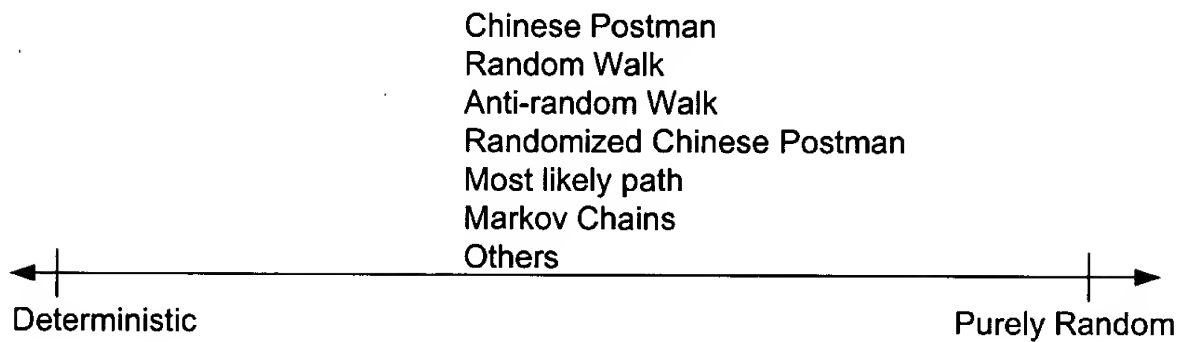 Chinese Postman
Random Walk
Anti-random Walk
Randomized Chinese Postman
Most likely path
Markov Chains
Others
Deterministic
Purely Random